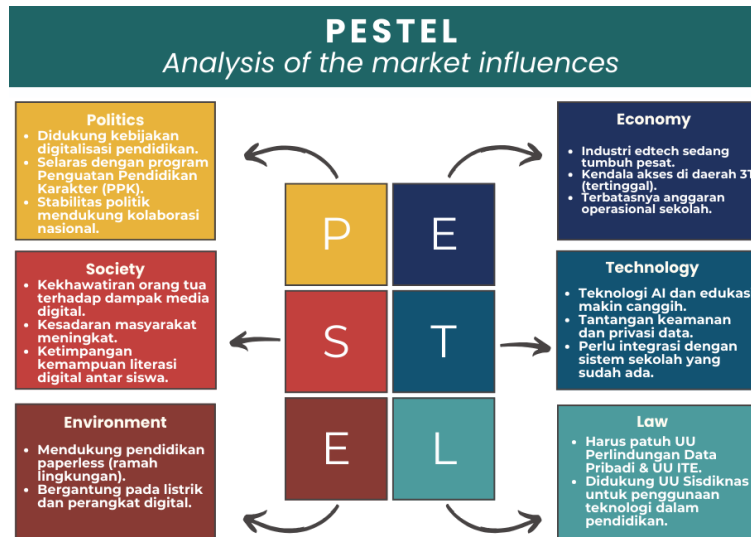 PESTEL
Analysis of the market influences
Politics
• Didukung kebijakan
digitalisasi pendidikan.
• Selaras dengan program
Penguatan Pendidikan
Karakter (PPK).
• Stabilitas politik
mendukung kolaborasi
nasional.
Economy
• Industri edtech sedang
tumbuh pesat.
• Kendala akses di daerah 3T
(tertinggal).
• Terbatasnya anggaran
operasional sekolah.
Society
• Kekhawatiran orang tua
terhadap dampak media
digital.
• Kesadaran masyarakat
meningkat.
• Ketimpangan
kemampuan literasi
digital antar siswa.
Technology
• Teknologi AI dan edukasi
makin canggih.
• Tantangan keamanan
dan privasi data.
• Perlu integrasi dengan
sistem sekolah yang
sudah ada.
Environment
• Mendukung pendidikan
paperless (ramah
lingkungan).
• Bergantung pada listrik
dan perangkat digital.
Law
• Harus patuh UU
Perlindungan Data
Pribadi & UU ITE.
• Didukung UU Sisdiknas
untuk penggunaan
teknologi dalam
pendidikan.
P E
S T
E L